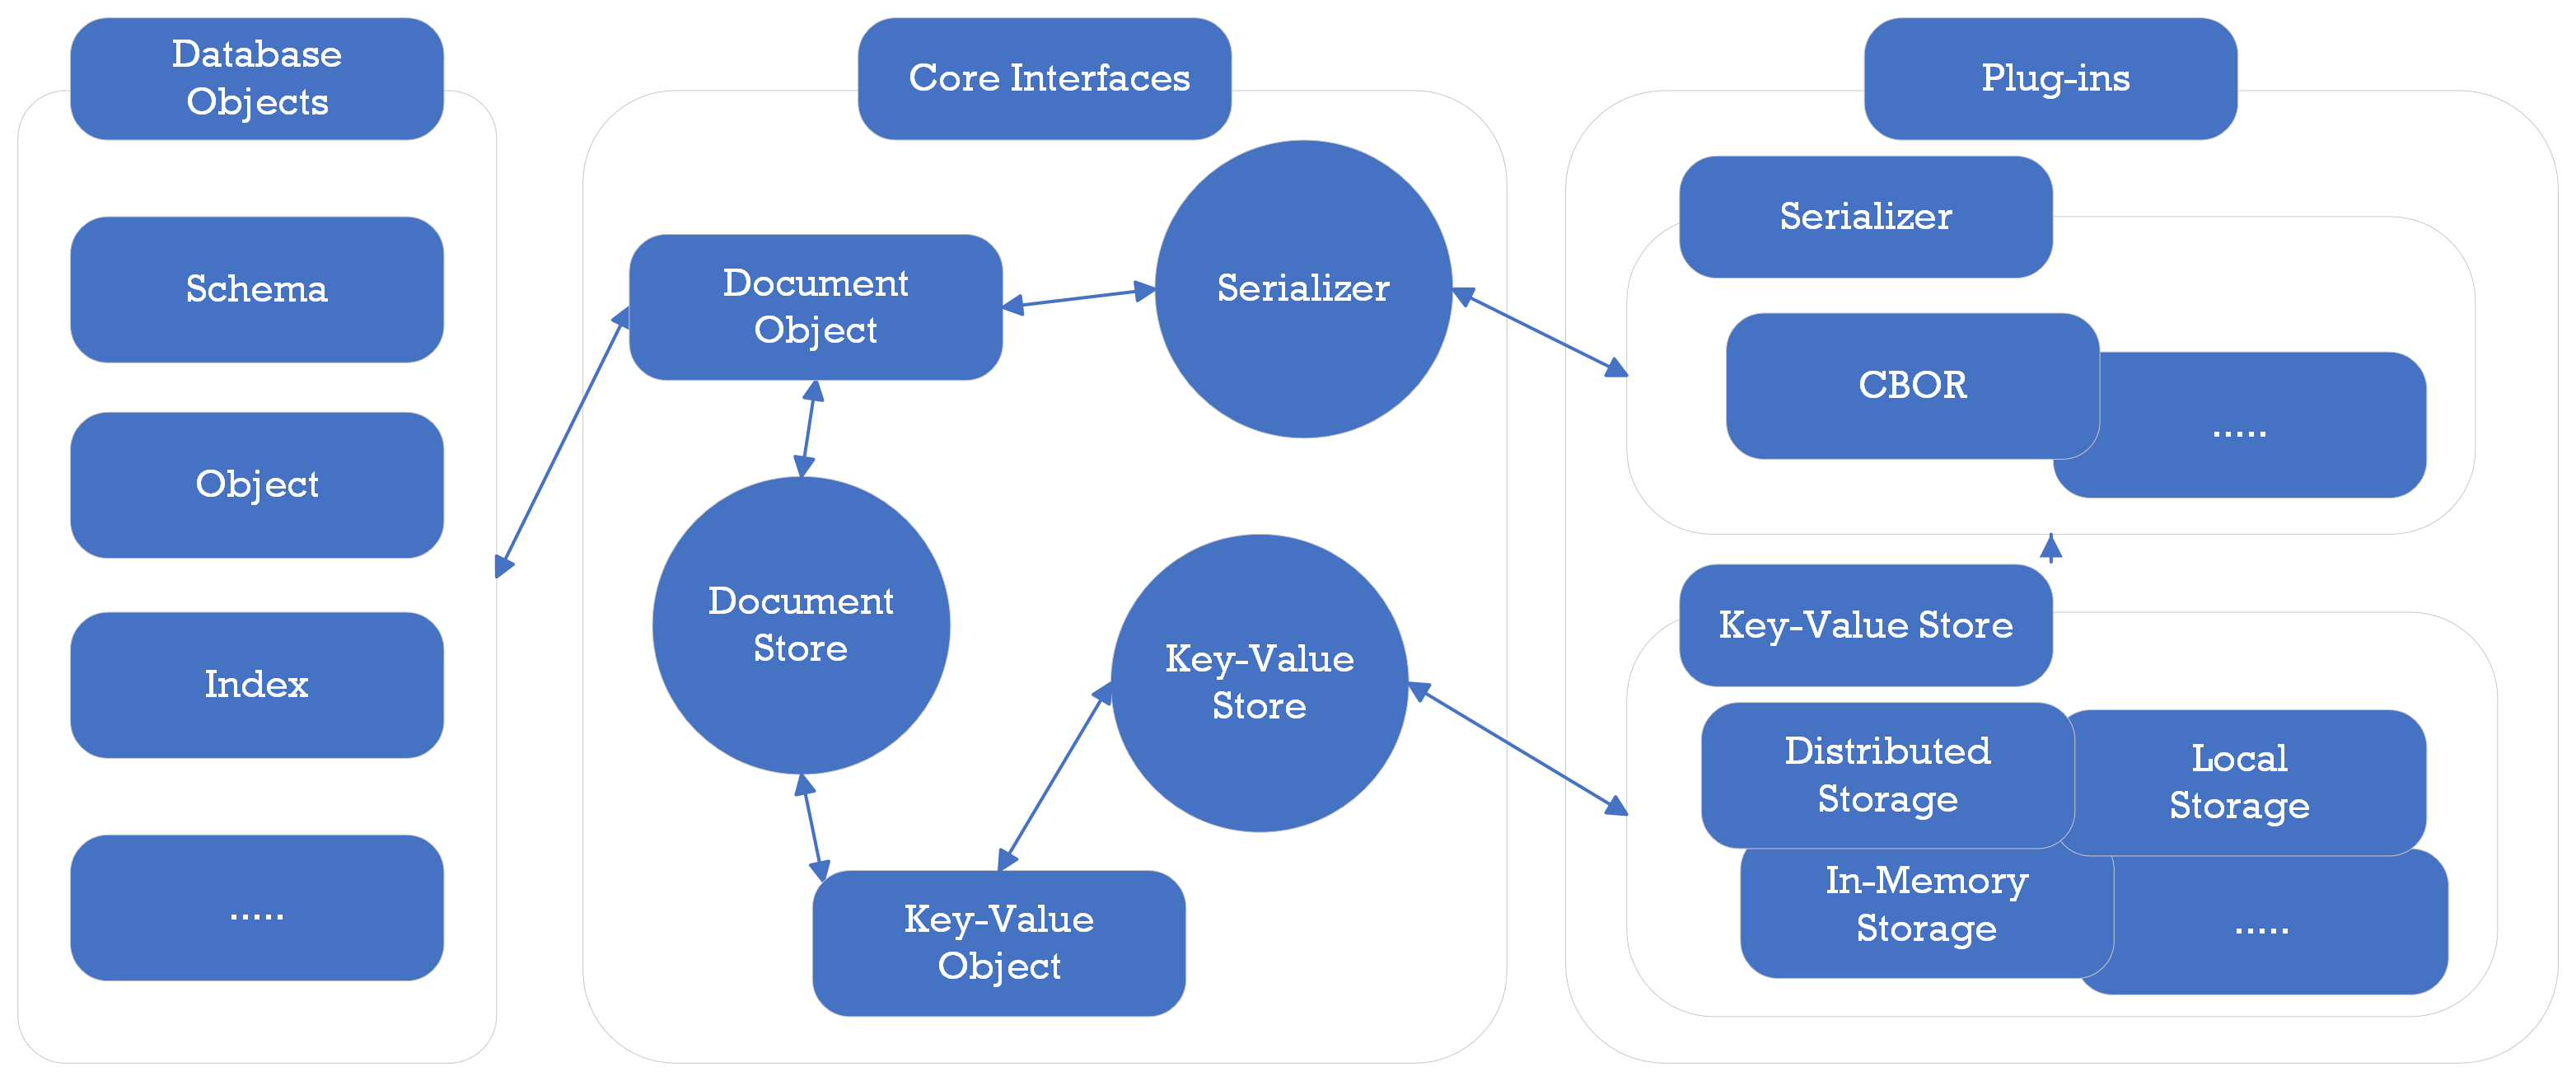 Database
Objects
Schema
Object
Index
.....
Core Interfaces
Document
Object
Serializer
Document
Store
Key-Value
Store
Key-Value
Object
Plug-ins
Serializer
CBOR
.....
Key-Value Store
Distributed
Storage
Local
Storage
In-Memory
Storage
.....